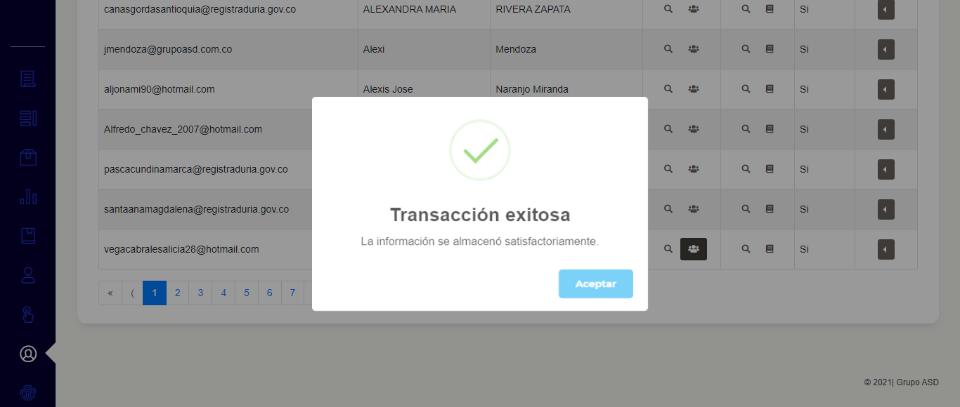 canasgordasantioquia@registraduria.gov.co ALEXANDRA MARIA RIVERA ZAPATA Si
jmendoza@grupoasd.com.co Alexi Mendoza Si
aljonami90@hotmail.com Alexis Jose Naranjo Miranda Si
Alfredo_chavez_2007@hotmail.com Si
pascacundinamarca@registraduria.gov.co Si
santaanamagdalena@registraduria.gov.co Si
vegacabralesalicia28@hotmail.com Si
Transacción exitosa
La información se almacenó satisfactoriamente.
Aceptar
« ⟨ 1 2 3 4 5 6 7
© 2021| Grupo ASD